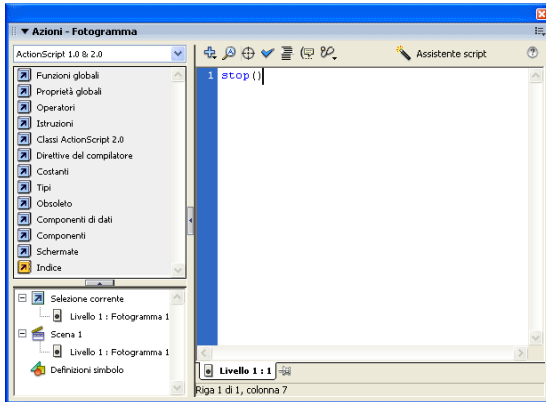 Azioni - Fotogramma
ActionScript 1.0 & 2.0
Assistente script
Funzioni globali
Proprietà globali
Operatori
Istruzioni
Classi ActionScript 2.0
Direttive del compilatore
Costanti
Tipi
Obsoleto
Componenti di dati
Componenti
Schermate
Indice
1 stop()
Selezione corrente
Livello 1 : Fotogramma 1
Scena 1
Livello 1 : Fotogramma 1
Definizioni simbolo
Livello 1 : 1
Riga 1 di 1, colonna 7